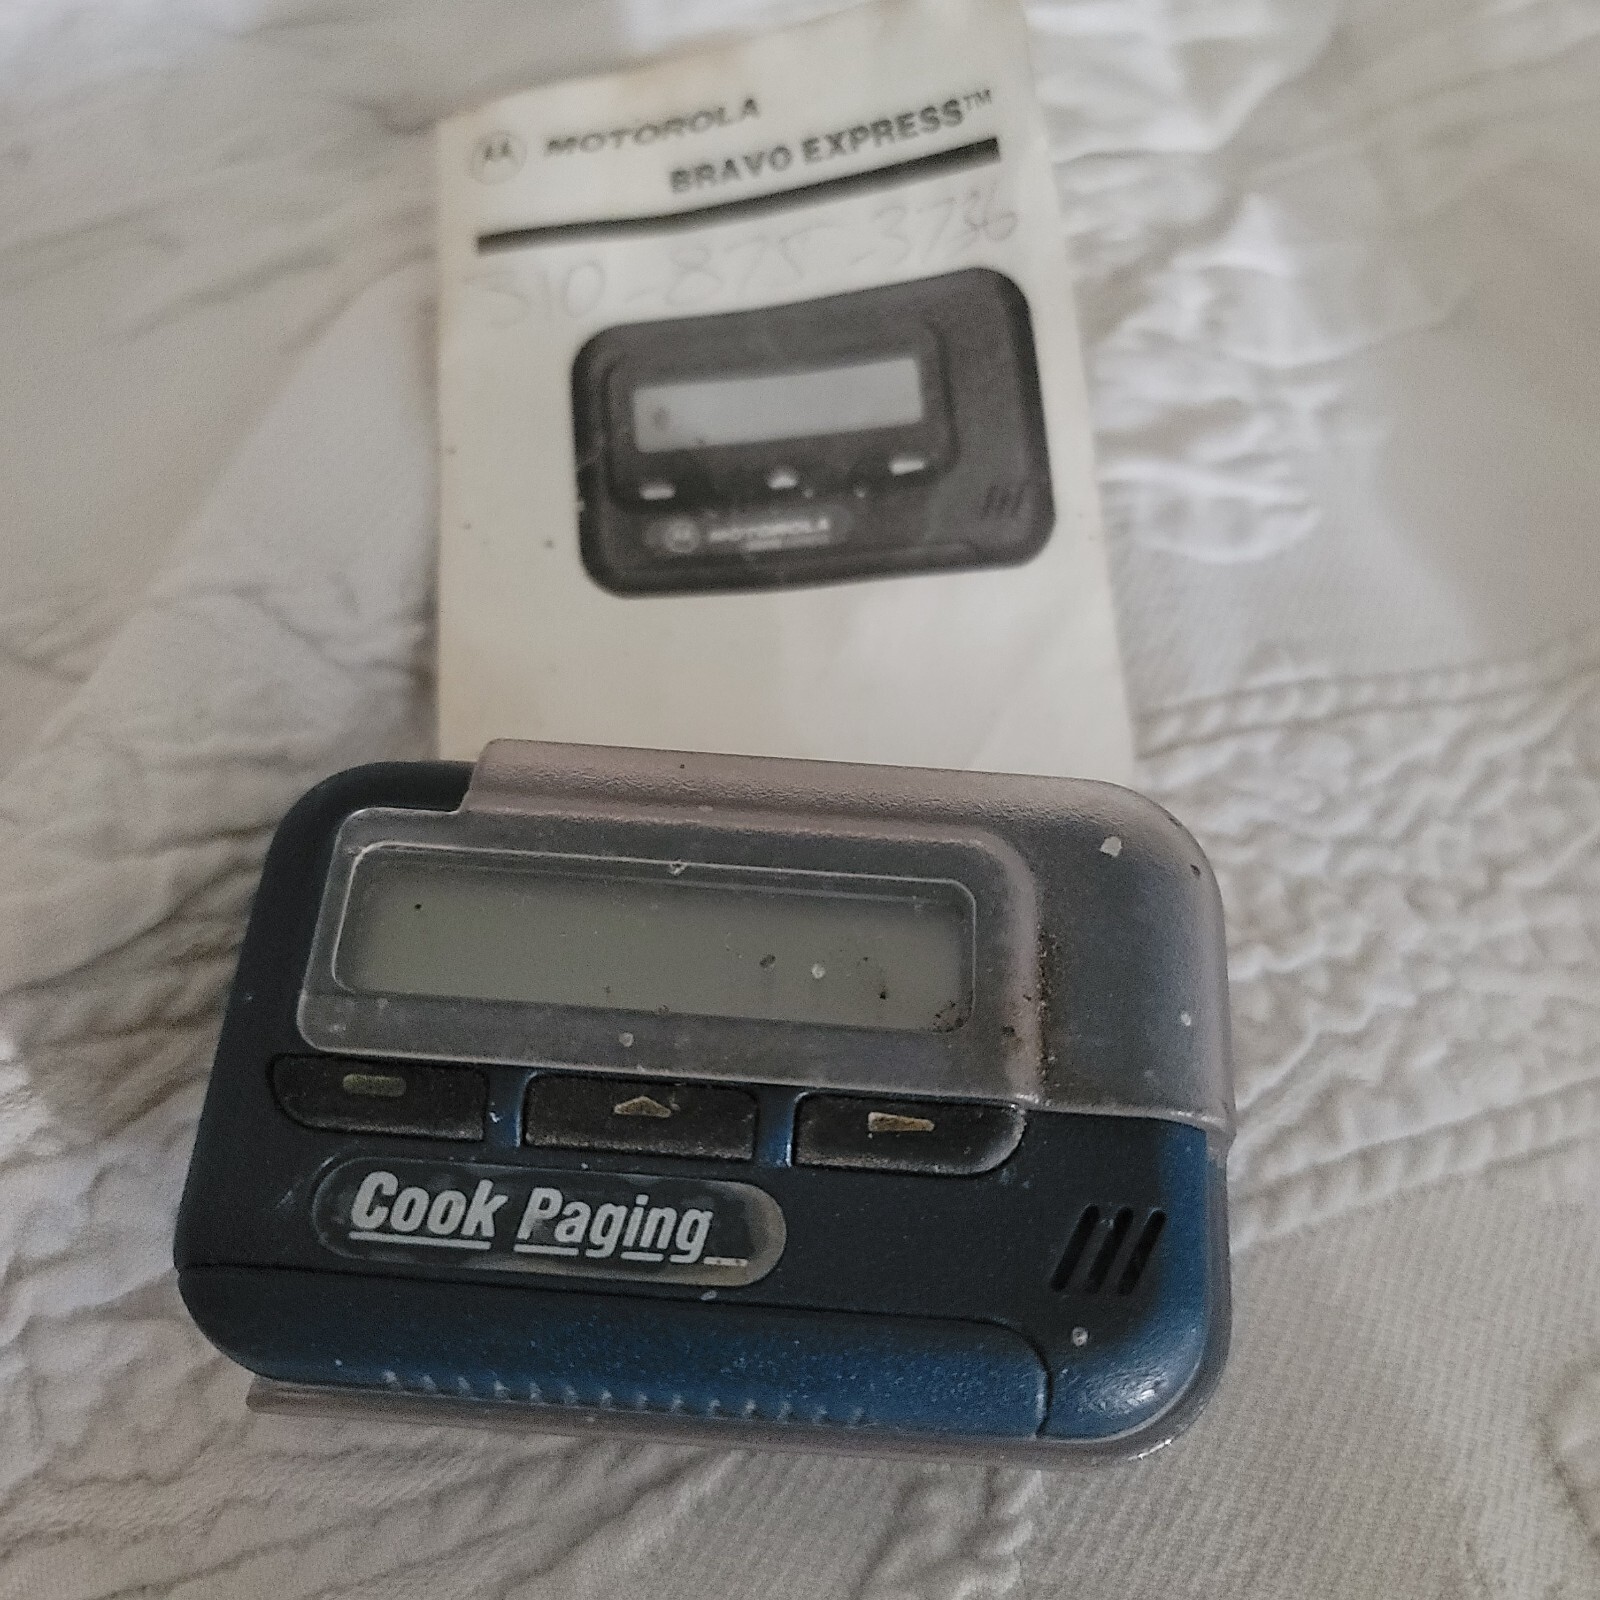 MOTOROLA
BRAVO EXPRESS™
510-875-3736
MOTOROLA
Cook Paging